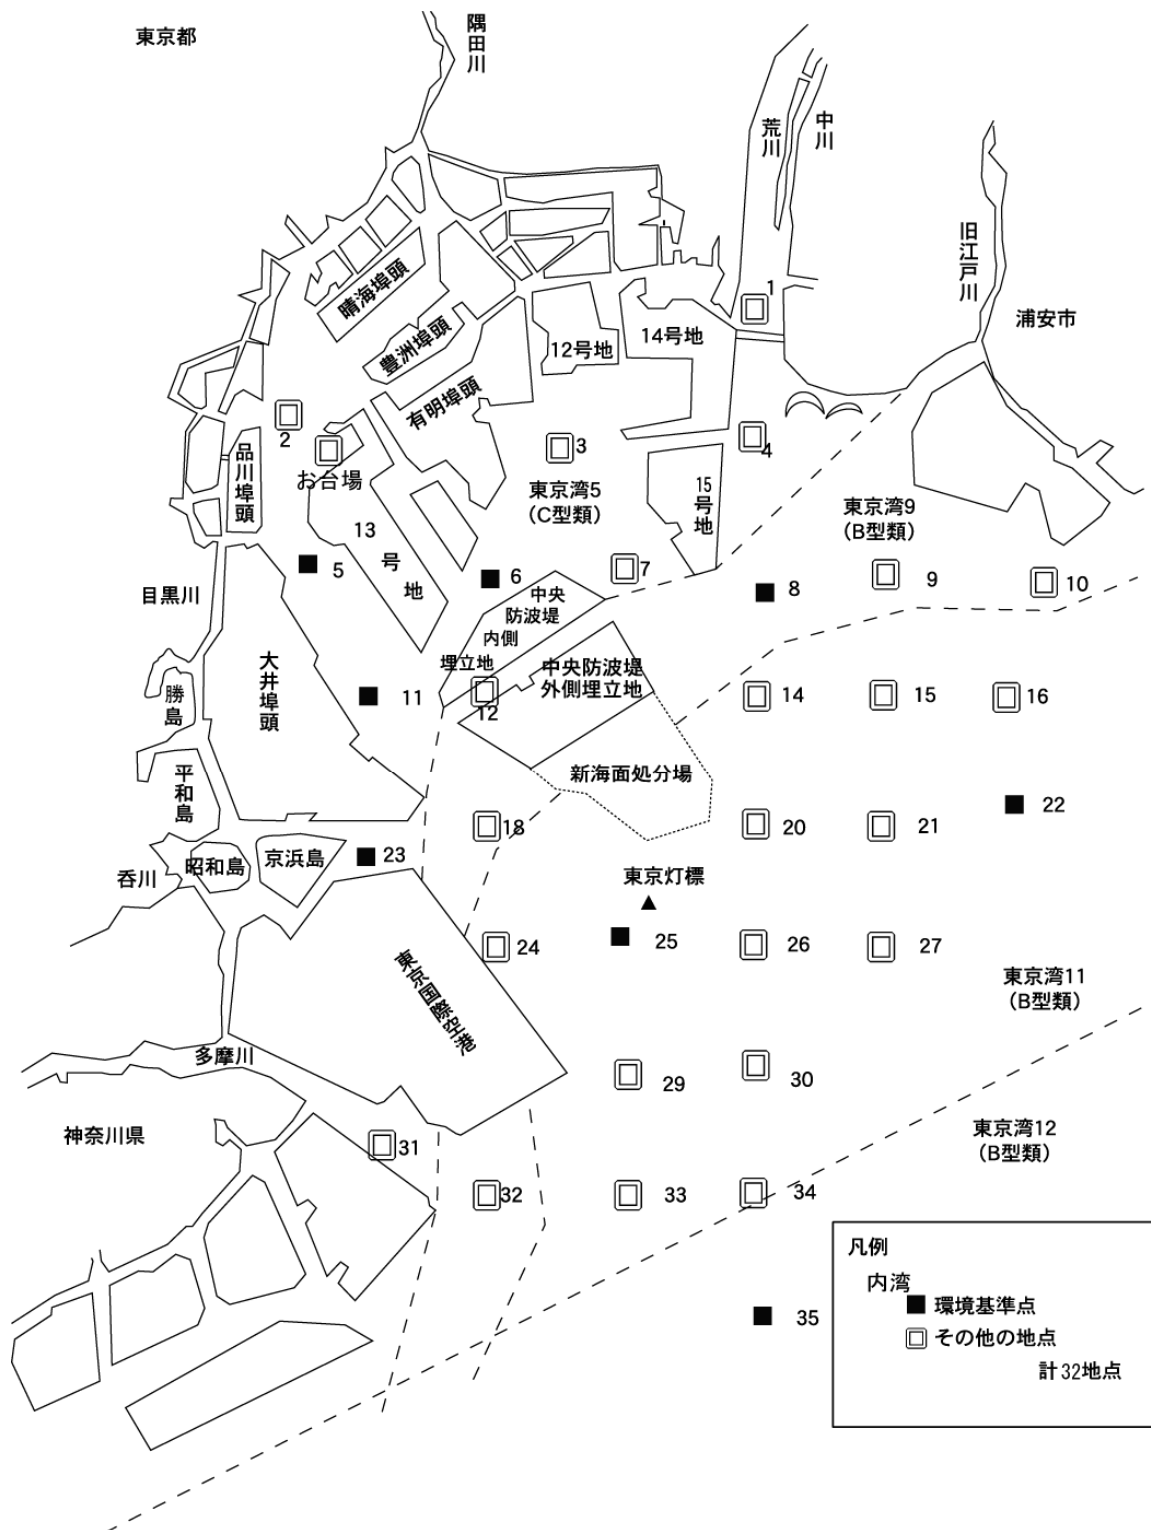 東京都
隅田川
荒川
中川
旧江戸川
浦安市
晴海埠頭
豊洲埠頭
有明埠頭
12号地
14号地
1
2
お台場
3
4
品川埠頭
東京湾5
（C型類）
15号地
東京湾9
（B型類）
13号地
5
6
7
8
9
10
目黒川
中央
防波堤
内側
埋立地
中央防波堤
外側埋立地
大井埠頭
勝島
11
12
14
15
16
平和島
新海面処分場
18
20
21
22
呑川
昭和島
京浜島
23
東京灯標
24
25
26
27
東京国際空港
東京湾11
（B型類）
多摩川
29
30
神奈川県
31
32
33
34
東京湾12
（B型類）
35
凡例
内湾
環境基準点
その他の地点
計32地点